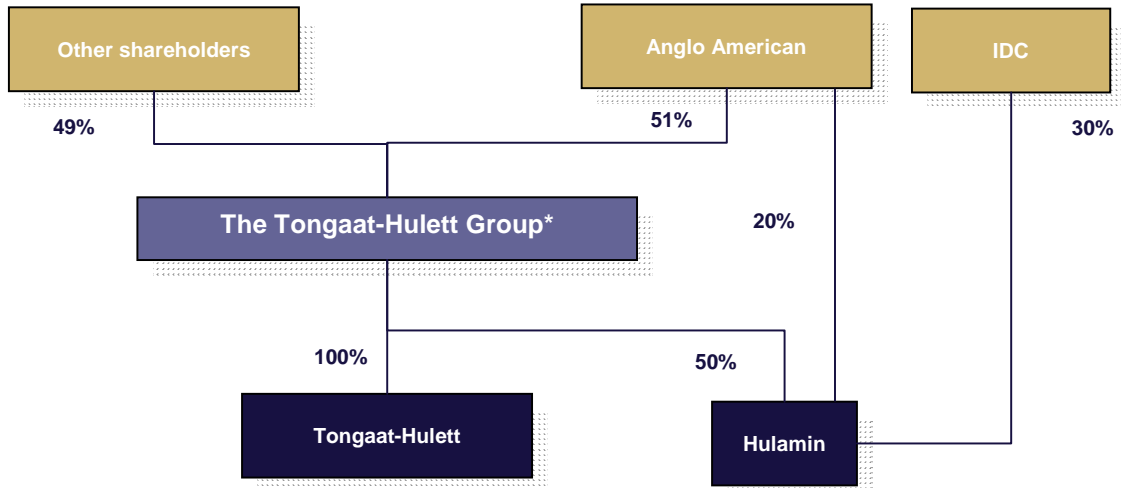 Other shareholders
Anglo American
IDC
49%
51%
30%
The Tongaat-Hulett Group*
20%
100%
50%
Tongaat-Hulett
Hulamin